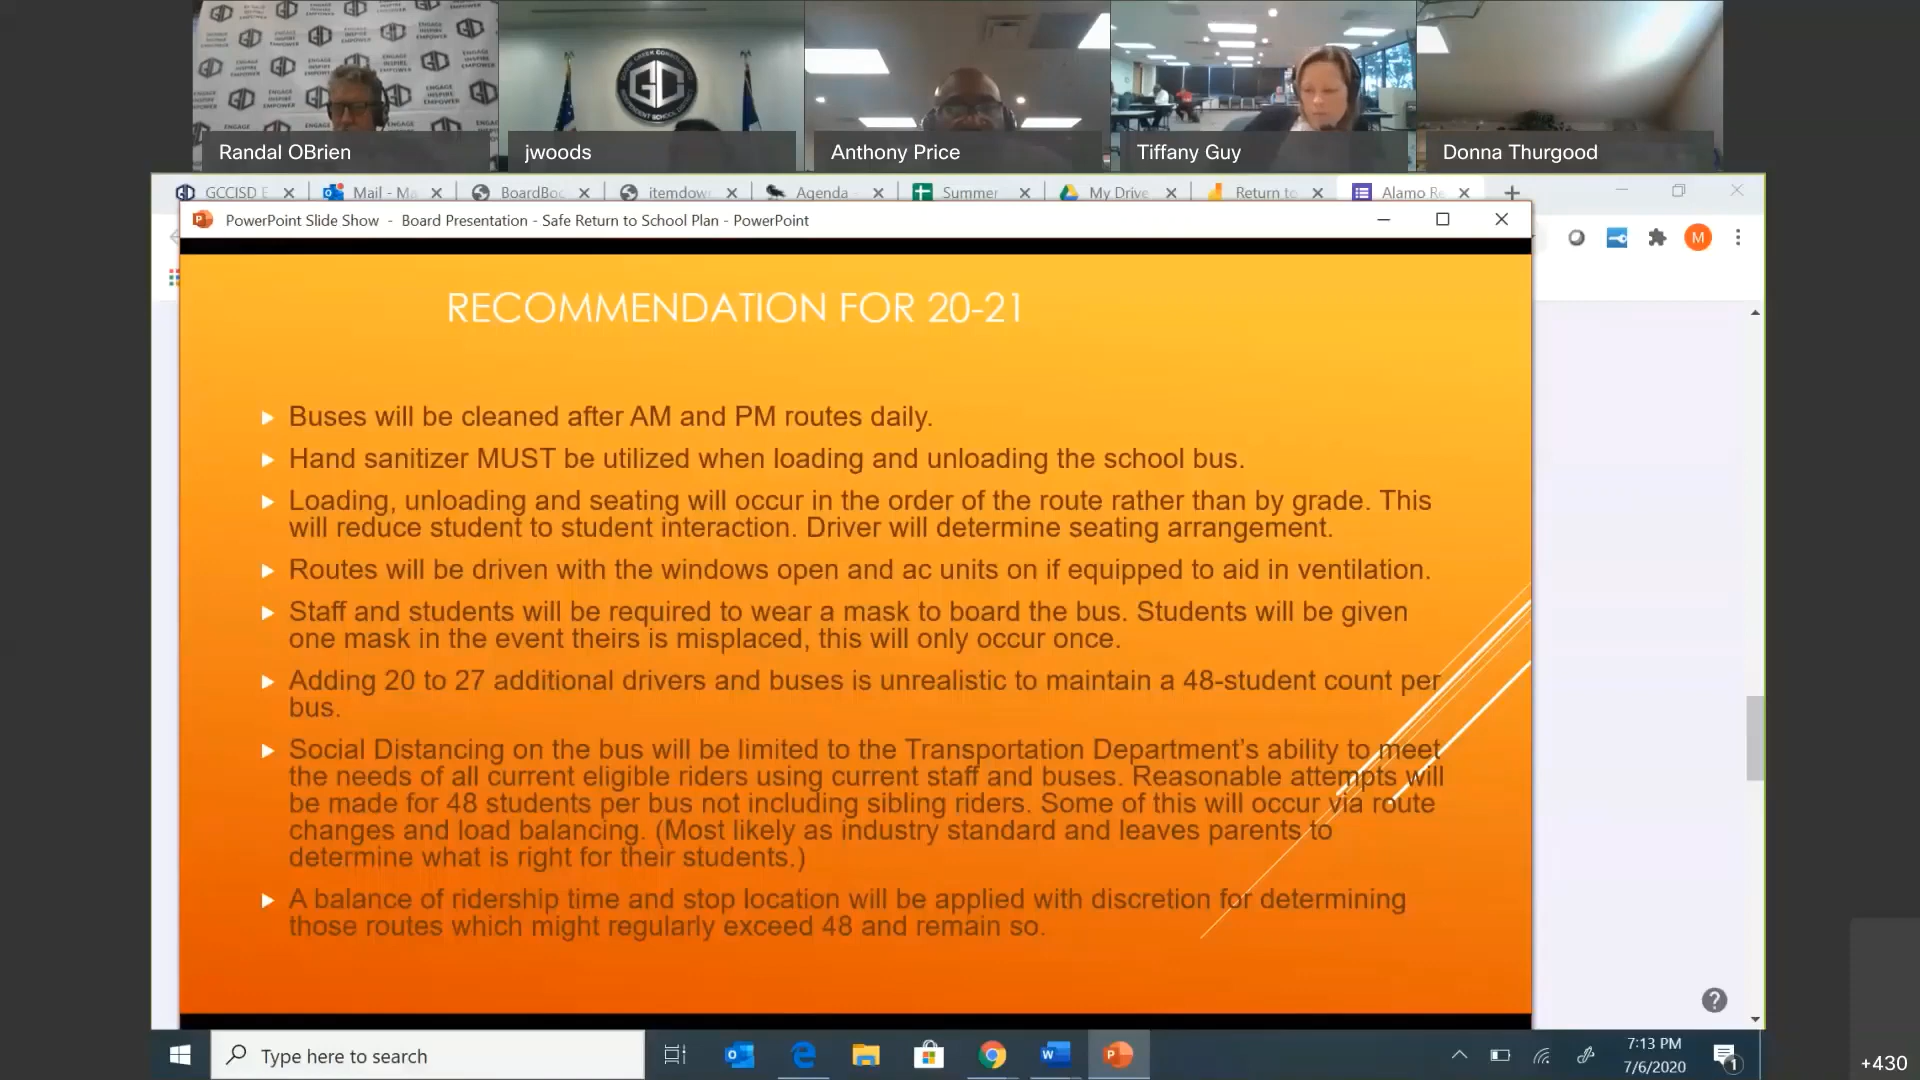 ENGAGE INSPIRE EMPOWER
Randal OBrien
jwoods
Anthony Price
Tiffany Guy
Donna Thurgood
GCCISD E
Mail - Ma
BoardBoo
itemdow
Agenda
Summer
My Drive
Return to
Alamo Re
PowerPoint Slide Show - Board Presentation - Safe Return to School Plan - PowerPoint
M
RECOMMENDATION FOR 20-21
Buses will be cleaned after AM and PM routes daily.
Hand sanitizer MUST be utilized when loading and unloading the school bus.
Loading, unloading and seating will occur in the order of the route rather than by grade. This
will reduce student to student interaction. Driver will determine seating arrangement.
Routes will be driven with the windows open and ac units on if equipped to aid in ventilation.
Staff and students will be required to wear a mask to board the bus. Students will be given
one mask in the event theirs is misplaced, this will only occur once.
Adding 20 to 27 additional drivers and buses is unrealistic to maintain a 48-student count per
bus.
Social Distancing on the bus will be limited to the Transportation Department's ability to meet
the needs of all current eligible riders using current staff and buses. Reasonable attempts will
be made for 48 students per bus not including sibling riders. Some of this will occur via route
changes and load balancing. (Most likely as industry standard and leaves parents to
determine what is right for their students.)
A balance of ridership time and stop location will be applied with discretion for determining
those routes which might regularly exceed 48 and remain so.
Type here to search
7:13 PM
7/6/2020
1
+430